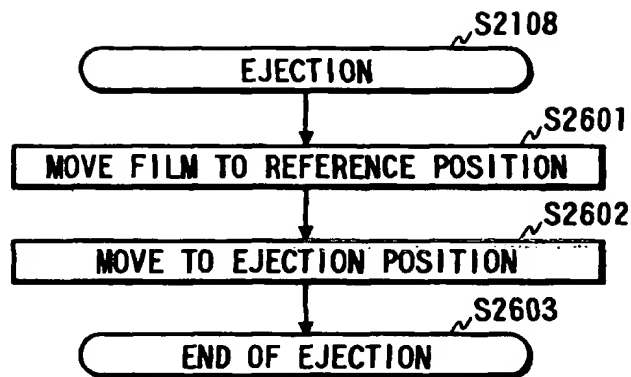 S2108
EJECTION
S2601
MOVE FILM TO REFERENCE POSITION
S2602
MOVE TO EJECTION POSITION
S2603
END OF EJECTION